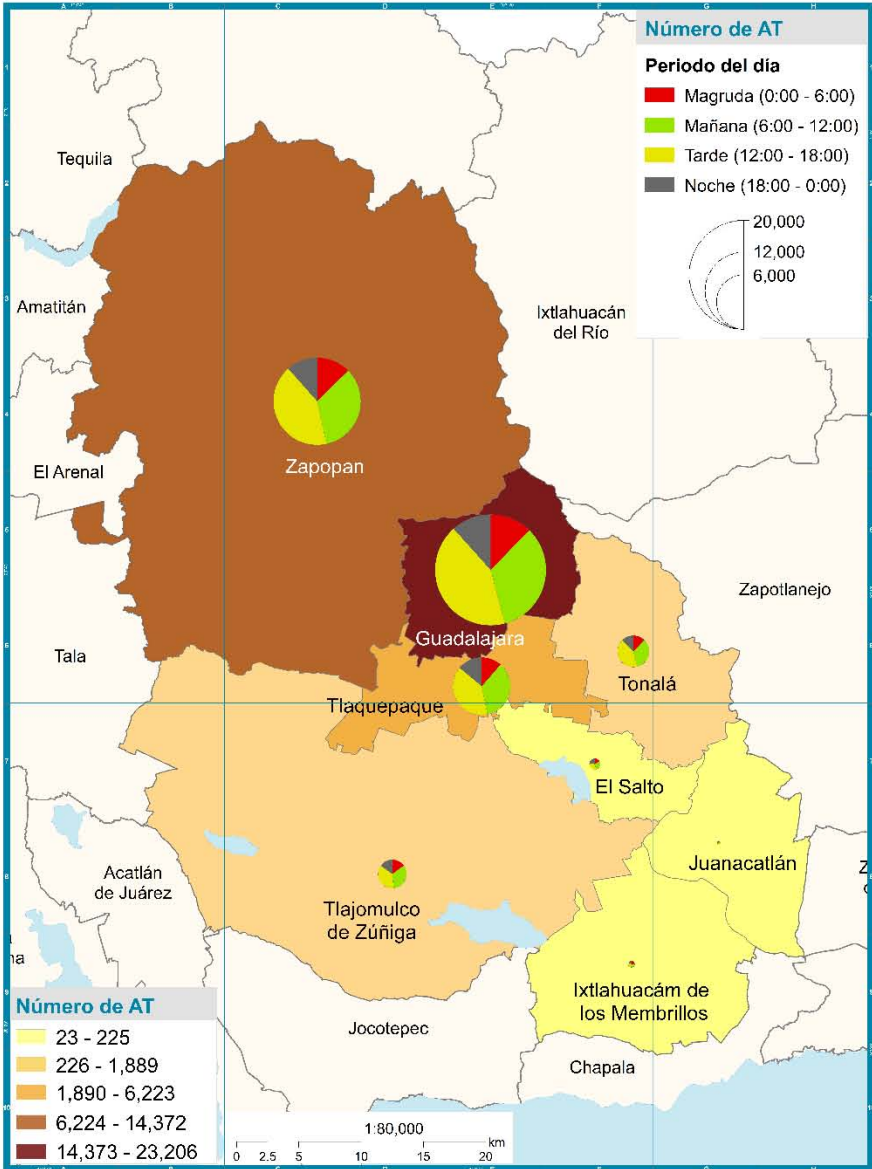 Número de AT
Periodo del día
Magruda (0:00 - 6:00)
Mañana (6:00 - 12:00)
Tarde (12:00 - 18:00)
Noche (18:00 - 0:00)
20,000
12,000
6,000
Tequila
Amatitán
Ixtlahuacán
del Río
El Arenal
Zapopan
Zapotlanejo
Tala
Guadalajara
Tonalá
Tlaquepaque
El Salto
Juanacatlán
Acatlán
de Juárez
Tlajomulco
de Zúñiga
Ixtlahuacám de
los Membrillos
Jocotepec
Chapala
Número de AT
23 - 225
226 - 1,889
1,890 - 6,223
6,224 - 14,372
14,373 - 23,206
1:80,000
km
0 2.5 5 10 15 20